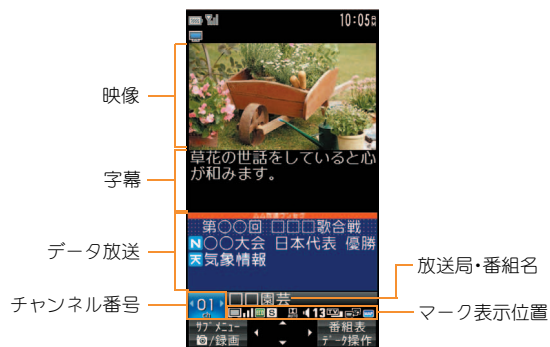 10:05
映像
草花の世話をしていると心
が和みます。
字幕
第○○回 □□□歌合戦
N○○大会 日本代表 優勝
天気象情報
データ放送
放送局・番組名
チャンネル番号
01
ch
□□園芸
S 13
マーク表示位置
サブメニュー
番組表
/録画
データ操作